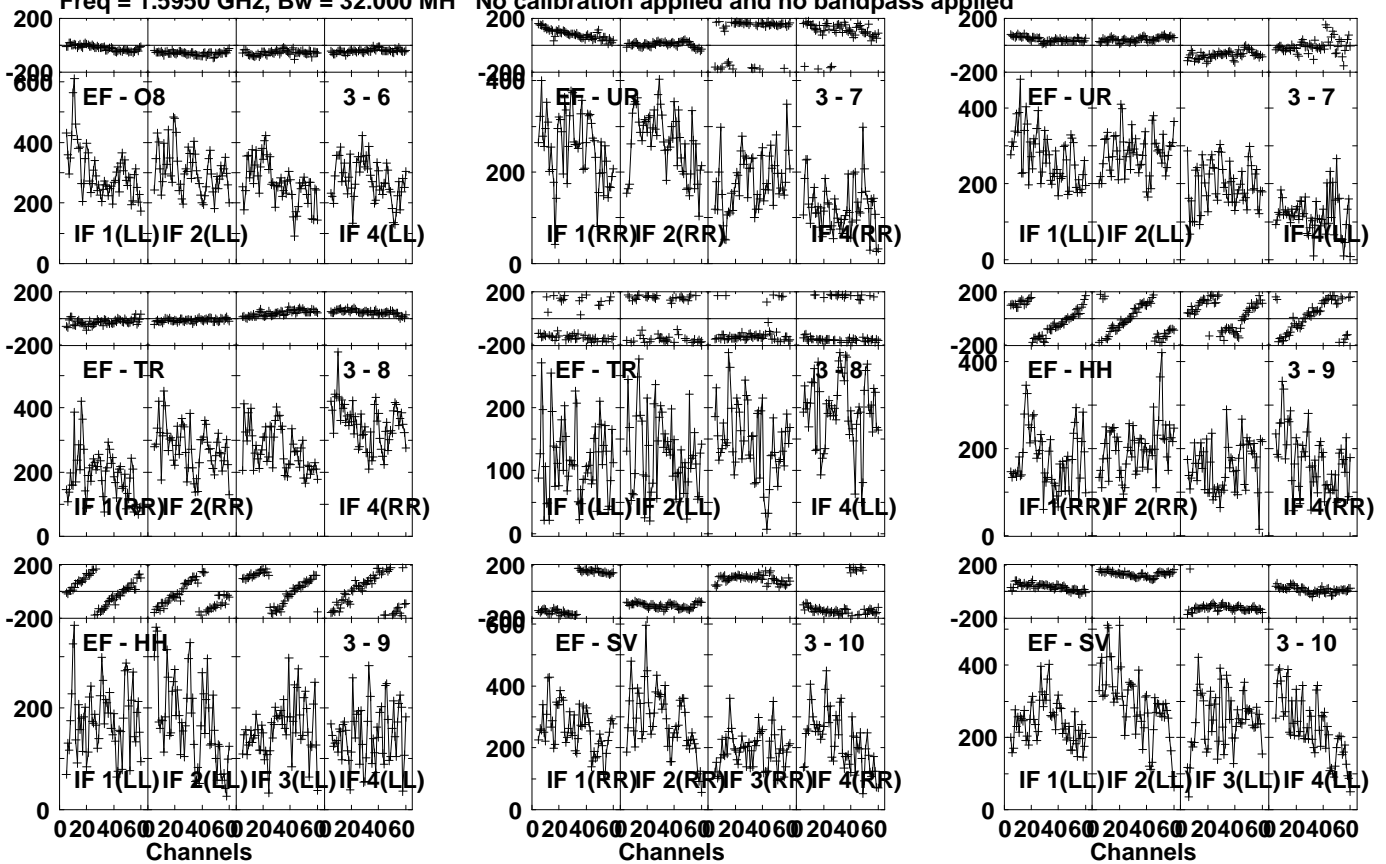 Freq = 1.5950 GHz, Bw = 32.000 MH No calibration applied and no bandpass applied
200
-200
600
400
200
0
EF - O8
3 - 6
IF 1(LL) IF 2(LL) IF 4(LL)
200
-200
400
200
0
EF - UR
3 - 7
IF 1(RR) IF 2(RR) IF 4(RR)
200
-200
400
200
0
EF - UR
3 - 7
IF 1(LL) IF 2(LL) IF 4(LL)
200
-200
400
200
0
EF - TR
3 - 8
IF 1(RR) IF 2(RR) IF 4(RR)
200
-200
200
100
0
EF - TR
3 - 8
IF 1(LL) IF 2(LL) IF 4(LL)
200
-200
400
200
0
EF - HH
3 - 9
IF 1(RR) IF 2(RR) IF 4(RR)
200
-200
200
0
EF - HH
3 - 9
IF 1(LL) IF 2(LL) IF 3(LL) IF 4(LL)
0 20 40 60 0 20 40 60 0 20 40 60 0 20 40 60
Channels
200
-200
600
400
200
0
EF - SV
3 - 10
IF 1(RR) IF 2(RR) IF 3(RR) IF 4(RR)
0 20 40 60 0 20 40 60 0 20 40 60 0 20 40 60
Channels
200
-200
400
200
0
EF - SV
3 - 10
IF 1(LL) IF 2(LL) IF 3(LL) IF 4(LL)
0 20 40 60 0 20 40 60 0 20 40 60 0 20 40 60
Channels